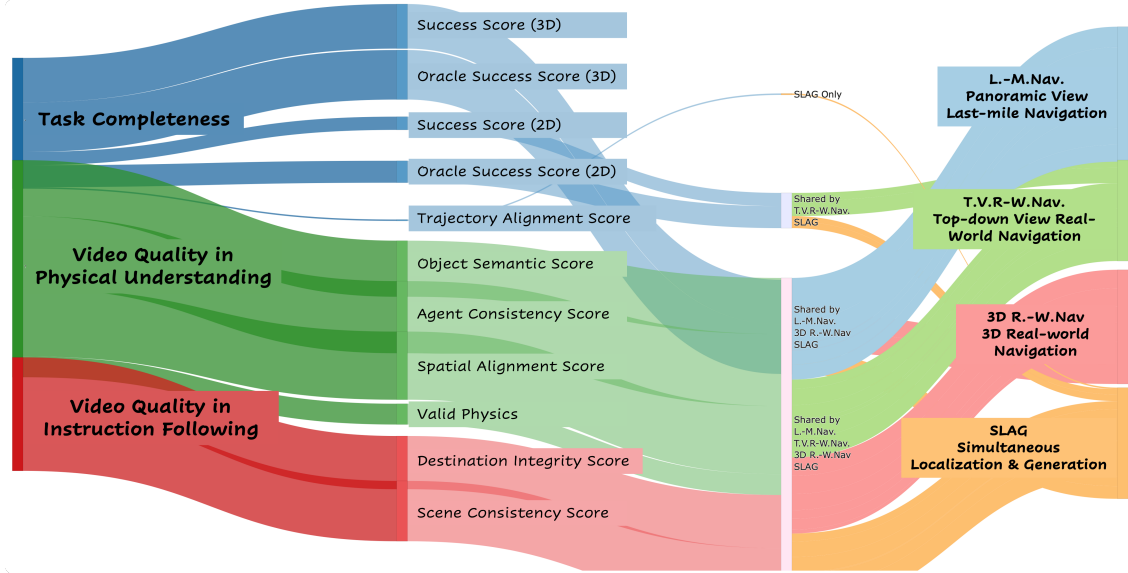 Task Completeness
Video Quality in
Physical Understanding
Video Quality in
Instruction Following
Success Score (3D)
Oracle Success Score (3D)
Success Score (2D)
Oracle Success Score (2D)
Trajectory Alignment Score
Object Semantic Score
Agent Consistency Score
Spatial Alignment Score
Valid Physics
Destination Integrity Score
Scene Consistency Score
SLAG Only
Shared by
T.V.R-W.Nav.
SLAG
Shared by
L.-M.Nav.
3D R.-W.Nav
SLAG
Shared by
L.-M.Nav.
T.V.R-W.Nav.
3D R.-W.Nav
SLAG
L.-M.Nav.
Panoramic View
Last-mile Navigation
T.V.R-W.Nav.
Top-down View Real-
World Navigation
3D R.-W.Nav
3D Real-world
Navigation
SLAG
Simultaneous
Localization & Generation